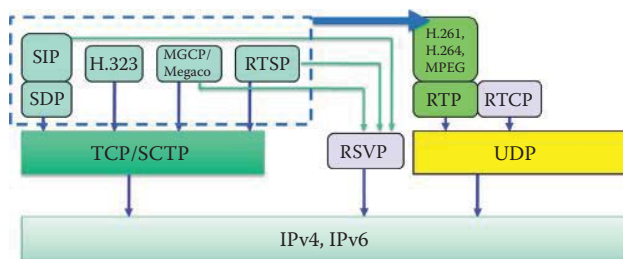 SIP
SDP
H.323
MGCP/
Megaco
RTSP
H.261,
H.264,
MPEG
RTP
RTCP
TCP/SCTP
RSVP
UDP
IPv4, IPv6